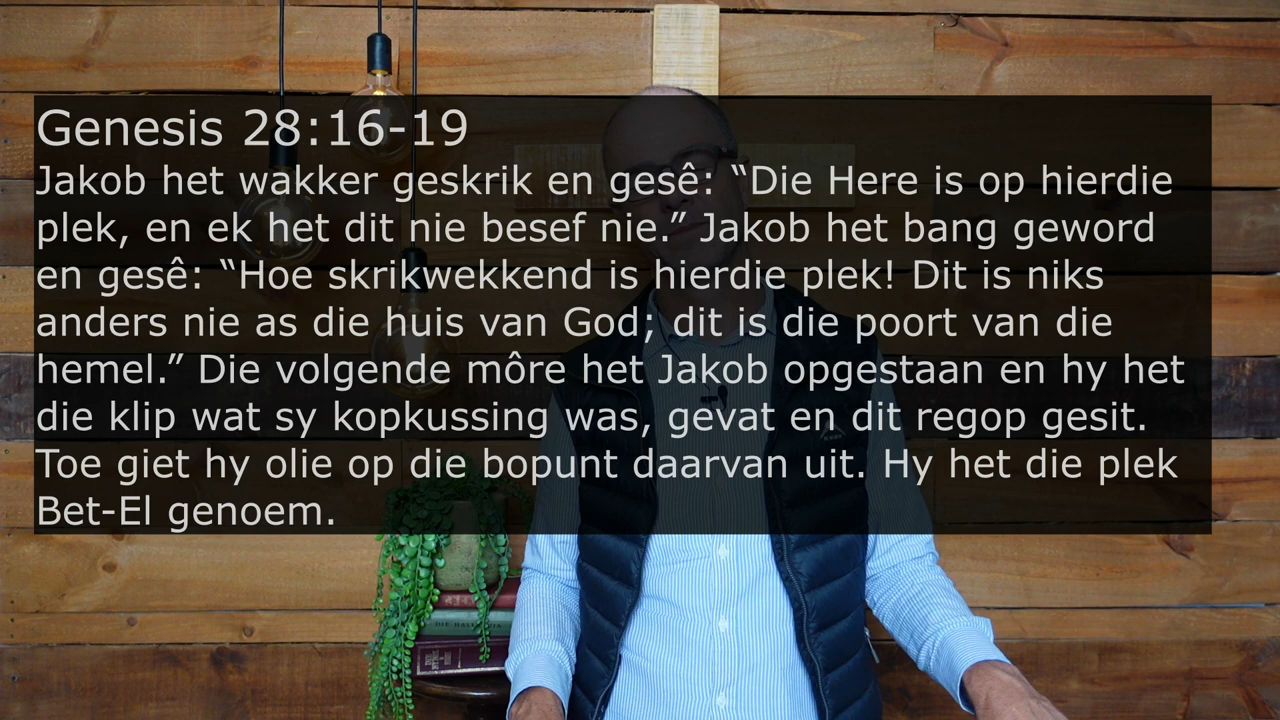 Genesis 28:16-19
Jakob het wakker geskrik en gesê: “Die Here is op hierdie
plek, en ek het dit nie besef nie.” Jakob het bang geword
en gesê: “Hoe skrikwekkend is hierdie plek! Dit is niks
anders nie as die huis van God; dit is die poort van die
hemel.” Die volgende môre het Jakob opgestaan en hy het
die klip wat sy kopkussing was, gevat en dit regop gesit.
Toe giet hy olie op die bopunt daarvan uit. Hy het die plek
Bet-El genoem.